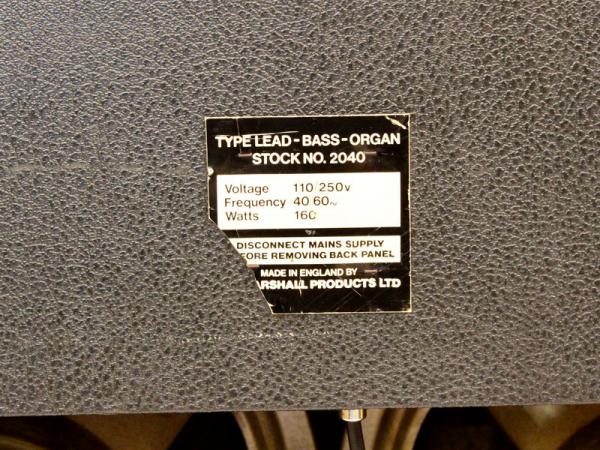 TYPE LEAD-BASS-ORGAN
STOCK NO. 2040
Voltage 110/250v
Frequency 40 60~
Watts 160
DISCONNECT MAINS SUPPLY
FORE REMOVING BACK PANEL
MADE IN ENGLAND BY
ARSHALL PRODUCTS LTD